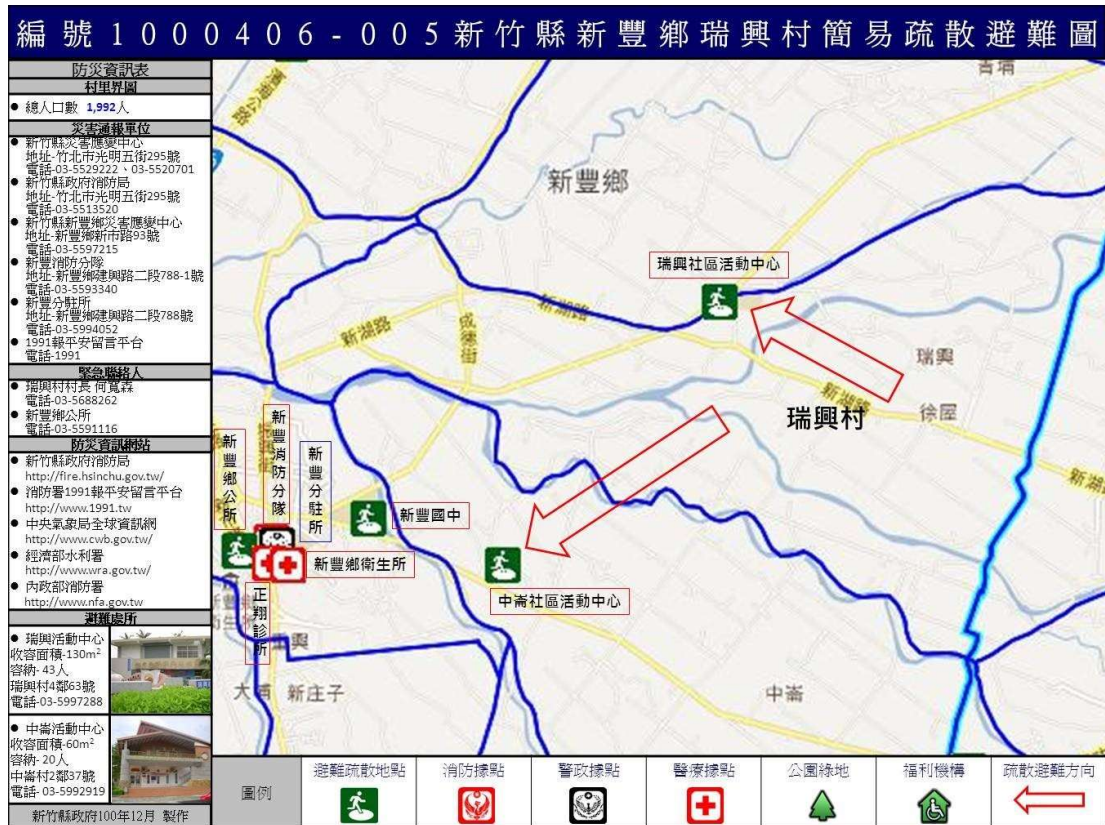 編號1000406-005新竹縣新豐鄉瑞興村簡易疏散避難圖
防災資訊表
村里界圖
● 總人口數 1,992人
災害通報單位
● 新竹縣災害應變中心
地址-竹北市光明五街295號
電話-03-5529222、03-5520701
● 新竹縣政府消防局
地址-竹北市光明五街295號
電話-03-5513520
● 新竹縣新豐鄉災害應變中心
地址-新豐鄉新市路93號
電話-03-5597215
● 新豐消防分隊
地址-新豐鄉建興路二段788-1號
電話-03-5593340
● 新豐分駐所
地址-新豐鄉建興路二段788號
電話-03-5994052
● 1991報平安留言平台
電話-1991
緊急聯絡人
● 瑞興村村長 何寬森
電話-03-5688262
● 新豐鄉公所
電話-03-5591116
防災資訊網站
● 新竹縣政府消防局
http://fire.hsinchu.gov.tw/
● 消防署1991報平安留言平台
http://www.1991.tw
● 中央氣象局全球資訊網
http://www.cwb.gov.tw/
● 經濟部水利署
http://www.wra.gov.tw/
● 內政部消防署
http://www.nfa.gov.tw
避難處所
● 瑞興活動中心
收容面積-130m²
容納- 43人
瑞興村4鄰63號
電話-03-5997288
● 中崙活動中心
收容面積-60m²
容納- 20人
中崙村2鄰37號
電話- 03-5992919
新竹縣政府100年12月 製作
青埔
新豐鄉
瑞興社區活動中心
新湖路
新湖路
成德街
瑞興
新湖路
徐屋
瑞興村
新湖
新豐鄉公所
新豐消防分隊
新豐分駐所
新豐國中
新豐鄉衛生所
正翔診所
中崙社區活動中心
重興
大埔
新庄子
中崙
圖例
避難疏散地點
消防據點
警政據點
醫療據點
公園綠地
福利機構
疏散避難方向